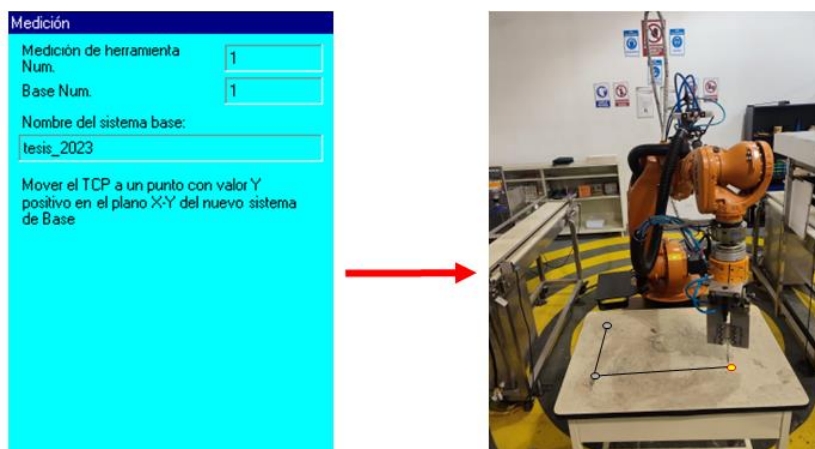 Medición
Medición de herramienta
Num.
1
Base Num.
1
Nombre del sistema base:
tesis_2023
Mover el TCP a un punto con valor Y
positivo en el plano X-Y del nuevo sistema
de Base